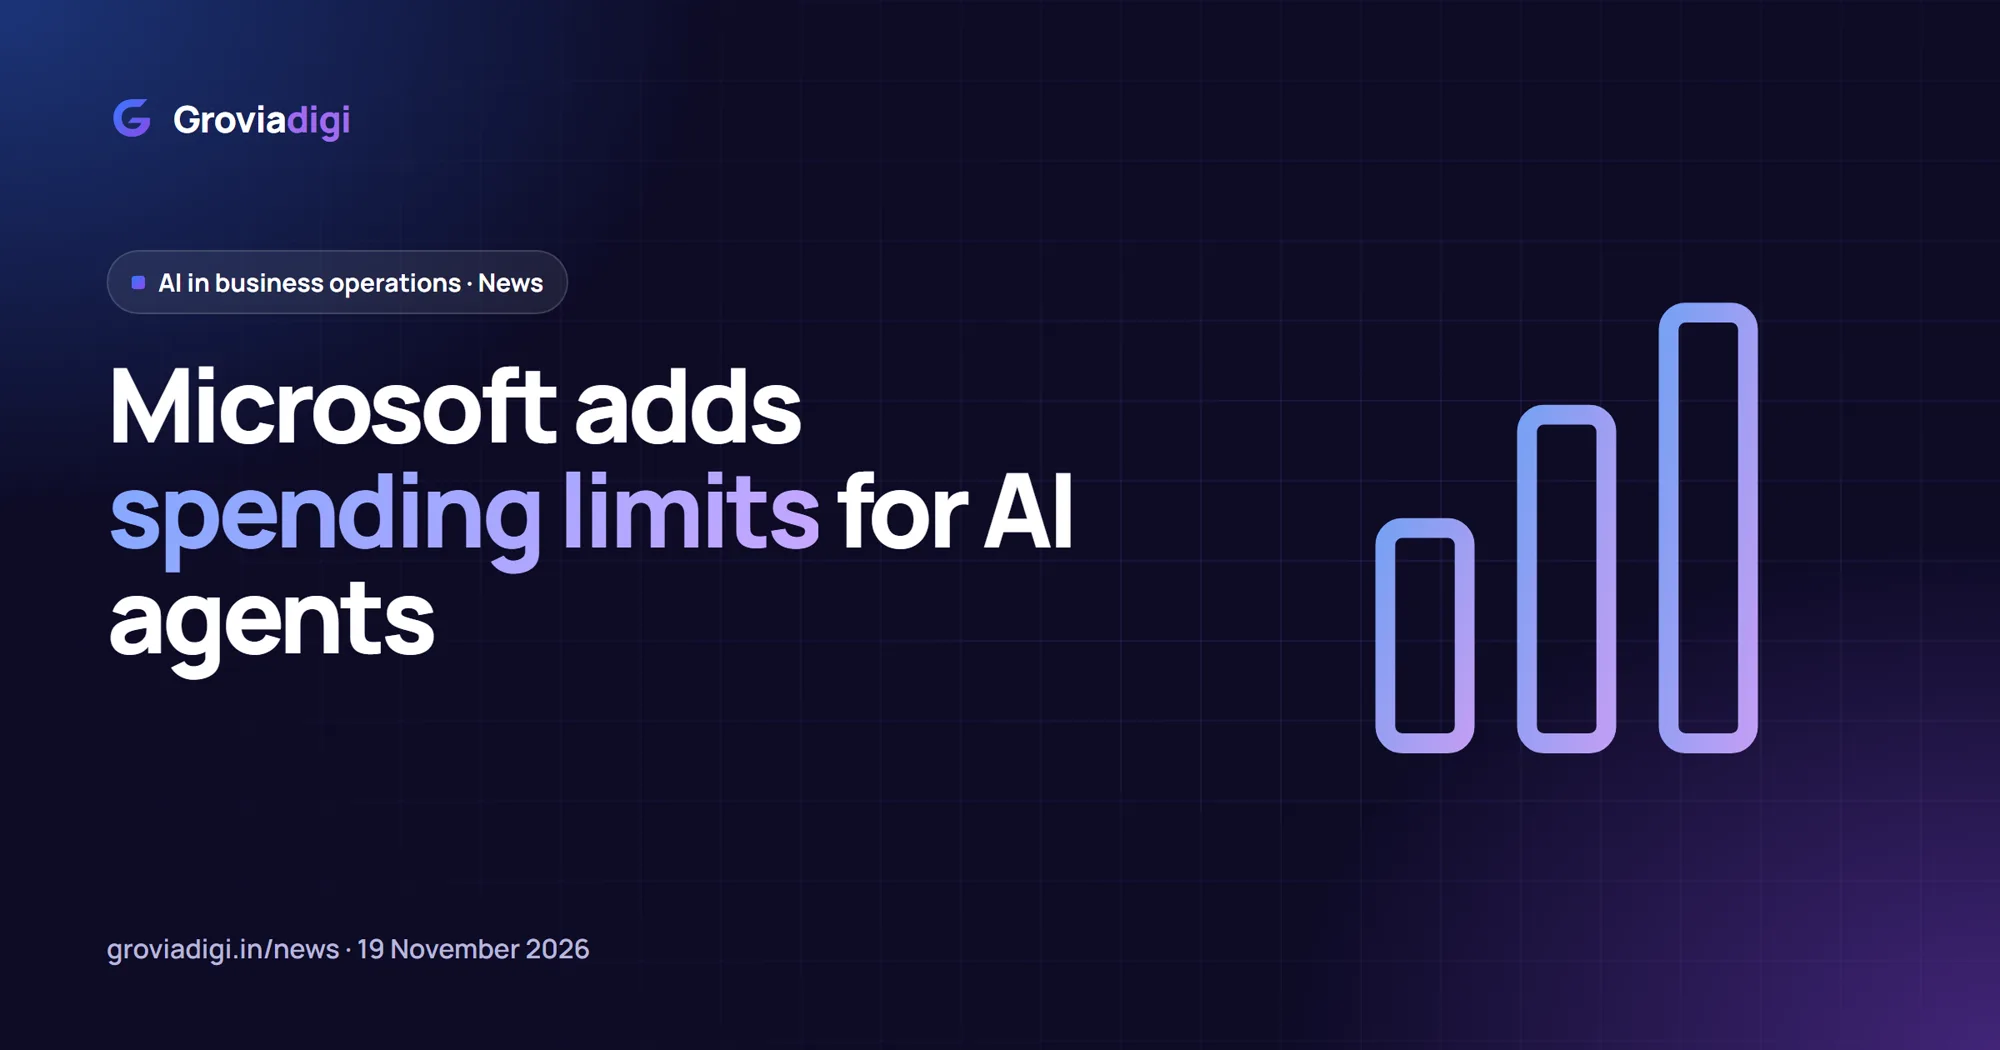 Groviadigi
AI in business operations · News
Microsoft adds
spending limits for AI
agents
groviadigi.in/news · 19 November 2026